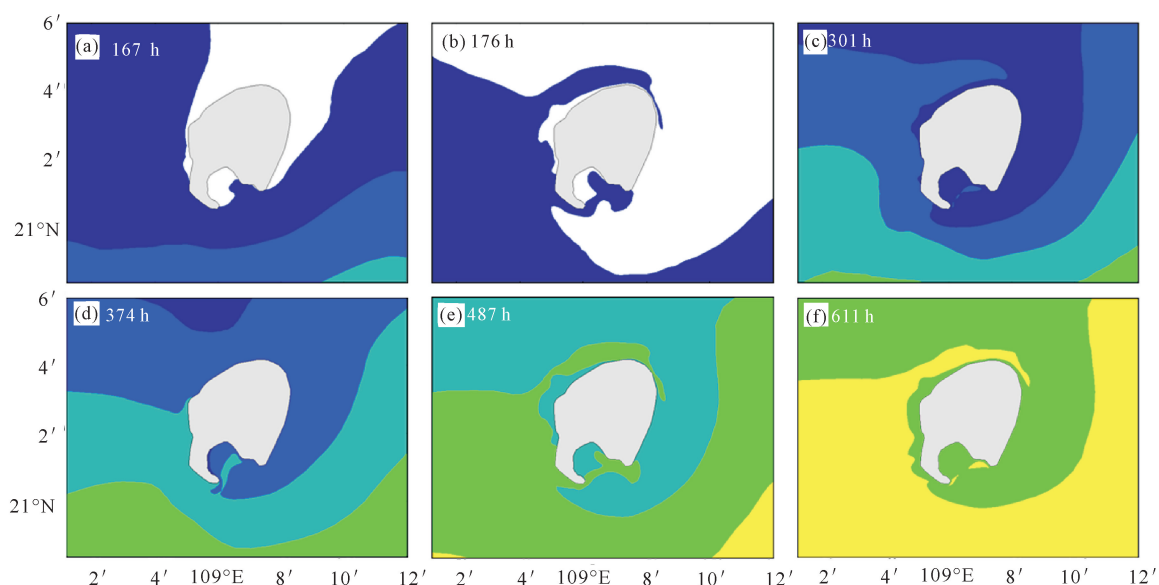 6′
4′
2′
21°N
(a) 167 h
(b) 176 h
(c) 301 h
6′
4′
2′
21°N
(d) 374 h
(e) 487 h
(f) 611 h
2′ 4′ 109°E 8′ 10′ 12′ 2′ 4′ 109°E 8′ 10′ 12′ 2′ 4′ 109°E 8′ 10′ 12′